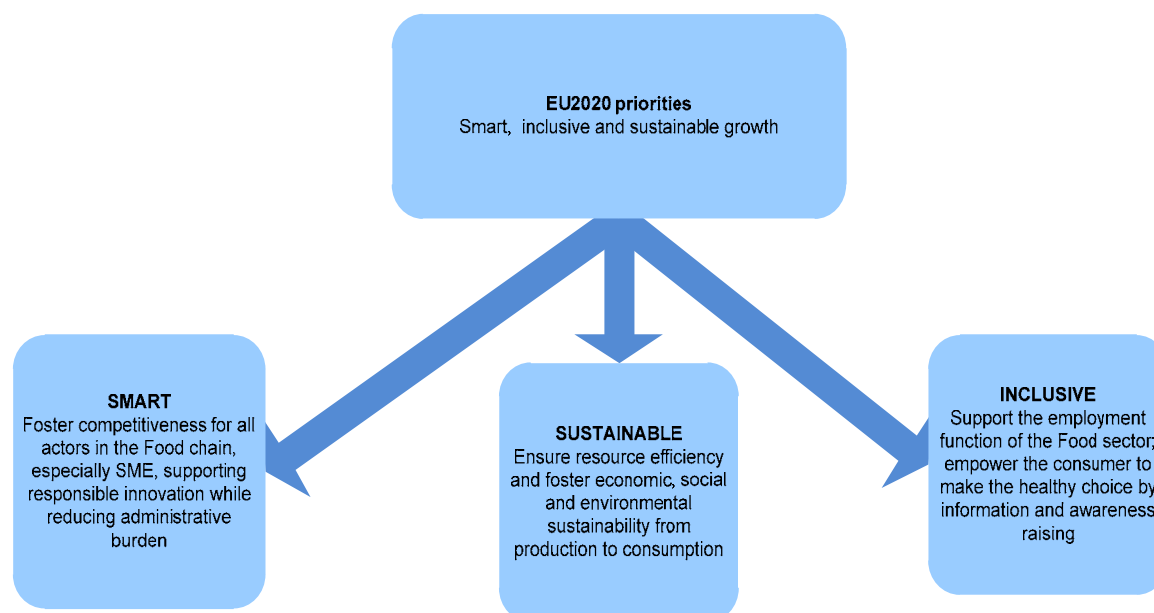 EU2020 priorities
Smart, inclusive and sustainable growth
SMART
Foster competitiveness for all
actors in the Food chain,
especially SME, supporting
responsible innovation while
reducing administrative
burden
SUSTAINABLE
Ensure resource efficiency
and foster economic, social
and environmental
sustainability from
production to consumption
INCLUSIVE
Support the employment
function of the Food sector;
empower the consumer to
make the healthy choice by
information and awareness
raising